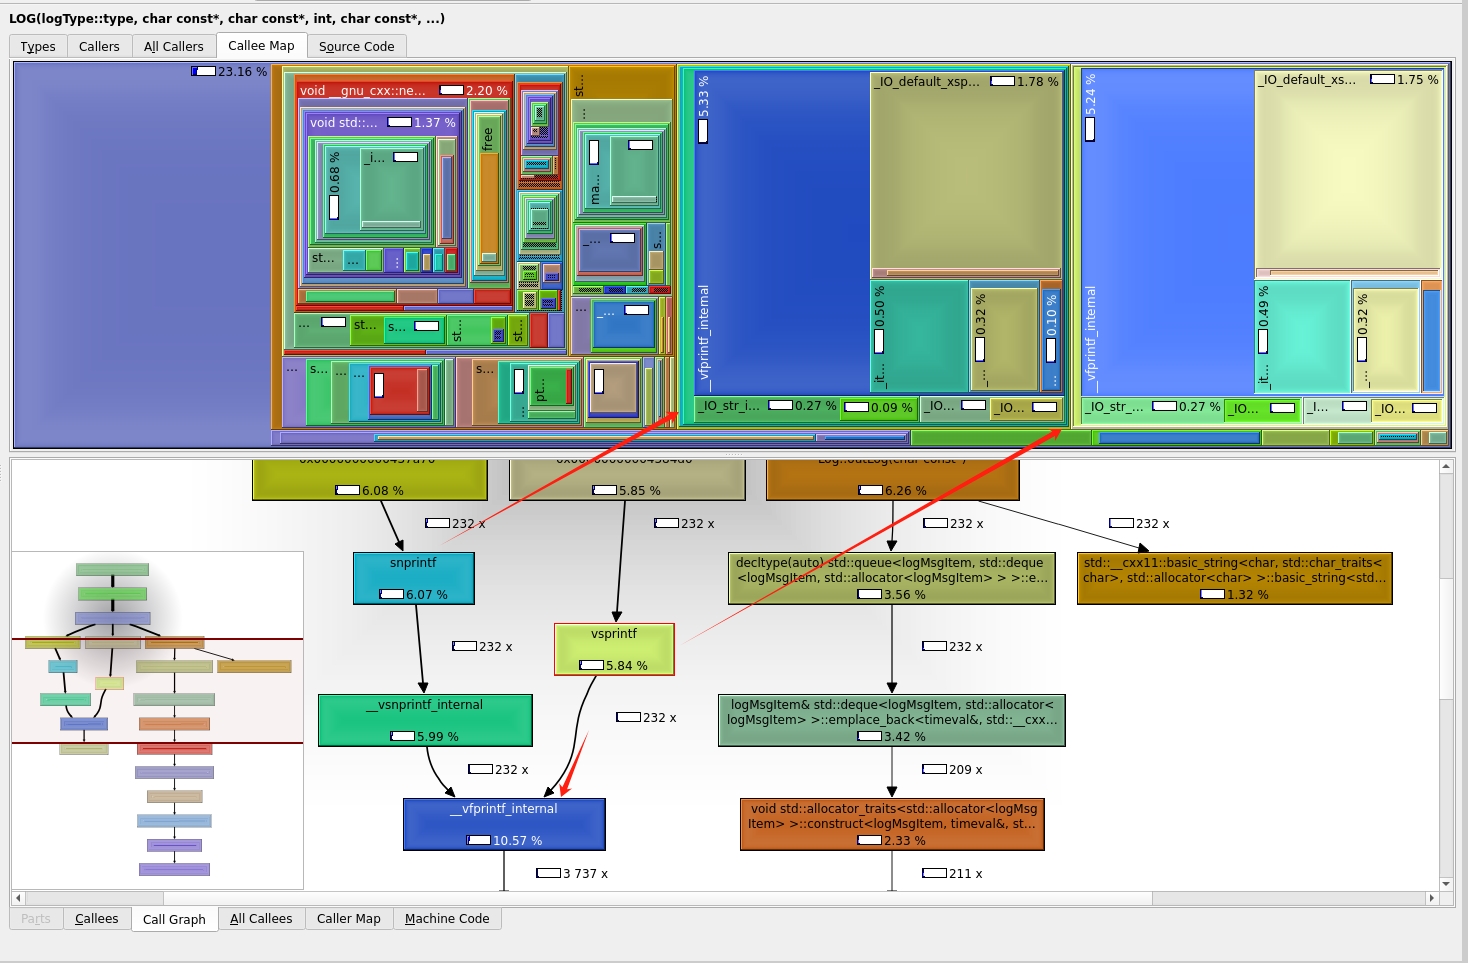 LOG(logType::type, char const*, char const*, int, char const*, ...)
Types
Callers
All Callers
Callee Map
Source Code
23.16 %
void __gnu_cxx::ne...
2.20 %
void std::...
1.37 %
0.68 %
_i...
free
st...
...
...
st...
...
ma...
_...
s...
...
_...
...
st...
s...
st...
st...
...
s...
...
...
s...
...
pt...
5.33 %
__vfprintf_internal
_IO_default_xsp...
1.78 %
_it...
0.50 %
...
0.32 %
...
0.10 %
_IO_str_i...
0.27 %
0.09 %
_IO...
_IO...
5.24 %
__vfprintf_internal
_IO_default_xs...
1.75 %
_it...
0.49 %
...
0.32 %
_IO_str_...
0.27 %
_IO...
_I...
_IO...
6.08 %
5.85 %
Log::outLog(char const*)
6.26 %
232 x
232 x
232 x
232 x
snprintf
6.07 %
decltype(auto) std::queue<logMsgItem, std::deque
<logMsgItem, std::allocator<logMsgItem> > >::e...
3.56 %
std::__cxx11::basic_string<char, std::char_traits<
char>, std::allocator<char> >::basic_string<std...
1.32 %
232 x
vsprintf
5.84 %
232 x
__vsnprintf_internal
5.99 %
232 x
logMsgItem& std::deque<logMsgItem, std::allocator<
logMsgItem> >::emplace_back<timeval&, std::__cxx...
3.42 %
232 x
209 x
__vfprintf_internal
10.57 %
void std::allocator_traits<std::allocator<logMsg
Item> >::construct<logMsgItem, timeval&, st...
2.33 %
3 737 x
211 x
Parts
Callees
Call Graph
All Callees
Caller Map
Machine Code